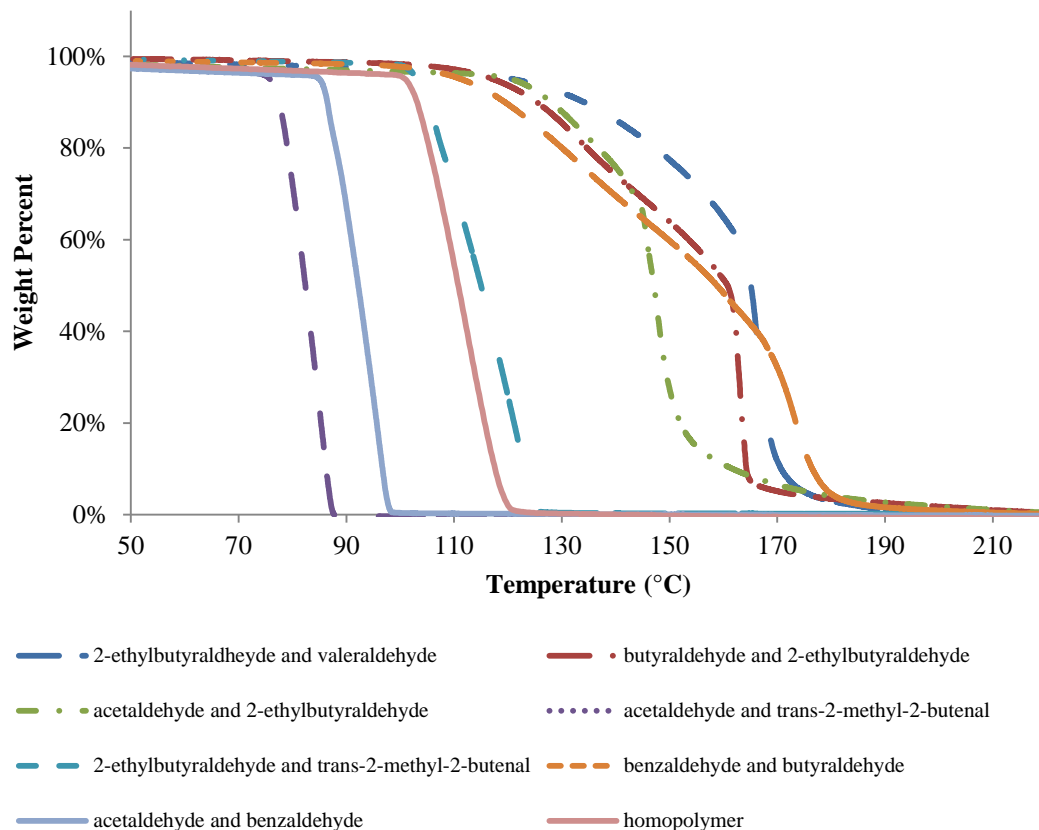 100%
80%
60%
40%
20%
0%
Weight Percent
50 70 90 110 130 150 170 190 210
Temperature (°C)
2-ethylbutyraldheyde and valeraldehyde
butyraldehyde and 2-ethylbutyraldehyde
acetaldehyde and 2-ethylbutyraldehyde
acetaldehyde and trans-2-methyl-2-butenal
2-ethylbutyraldehyde and trans-2-methyl-2-butenal
benzaldehyde and butyraldehyde
acetaldehyde and benzaldehyde
homopolymer